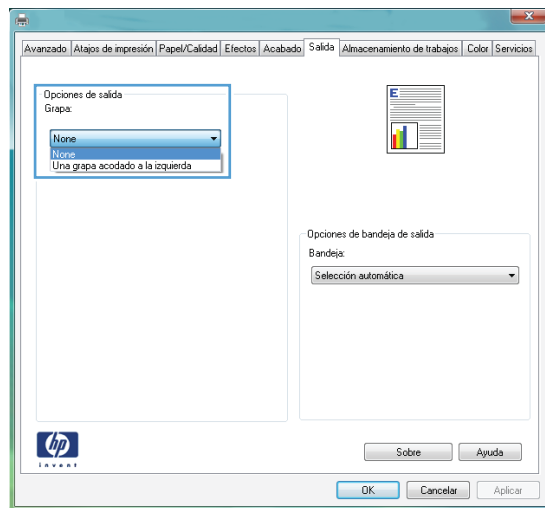 Avanzado Atajos de impresión Papel/Calidad Efectos Acabado Salida Almacenamiento de trabajos Color Servicios
Opciones de salida
Grapa:
None
None
Una grapa acodado a la izquierda
E
Opciones de bandeja de salida
Bandeja:
Selección automática
hp
invent
Sobre Ayuda
OK Cancelar Aplicar